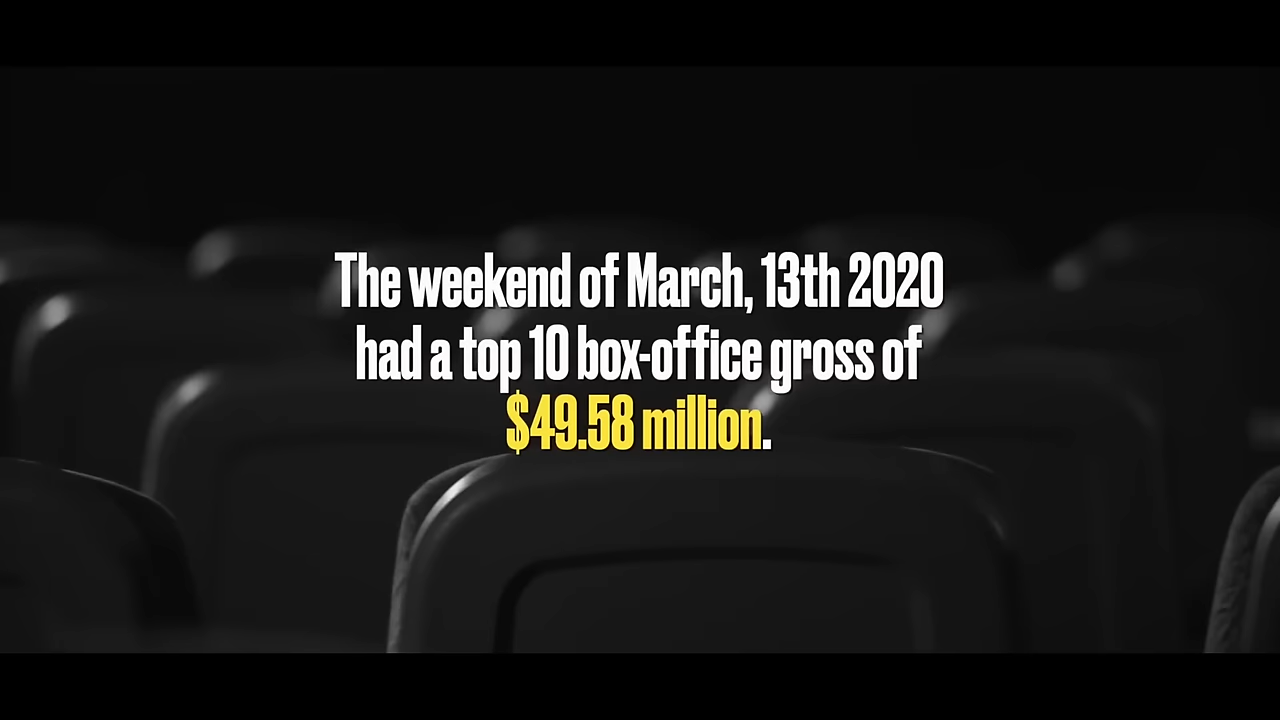 The weekend of March, 13th 2020
had a top 10 box-office gross of
$49.58 million.